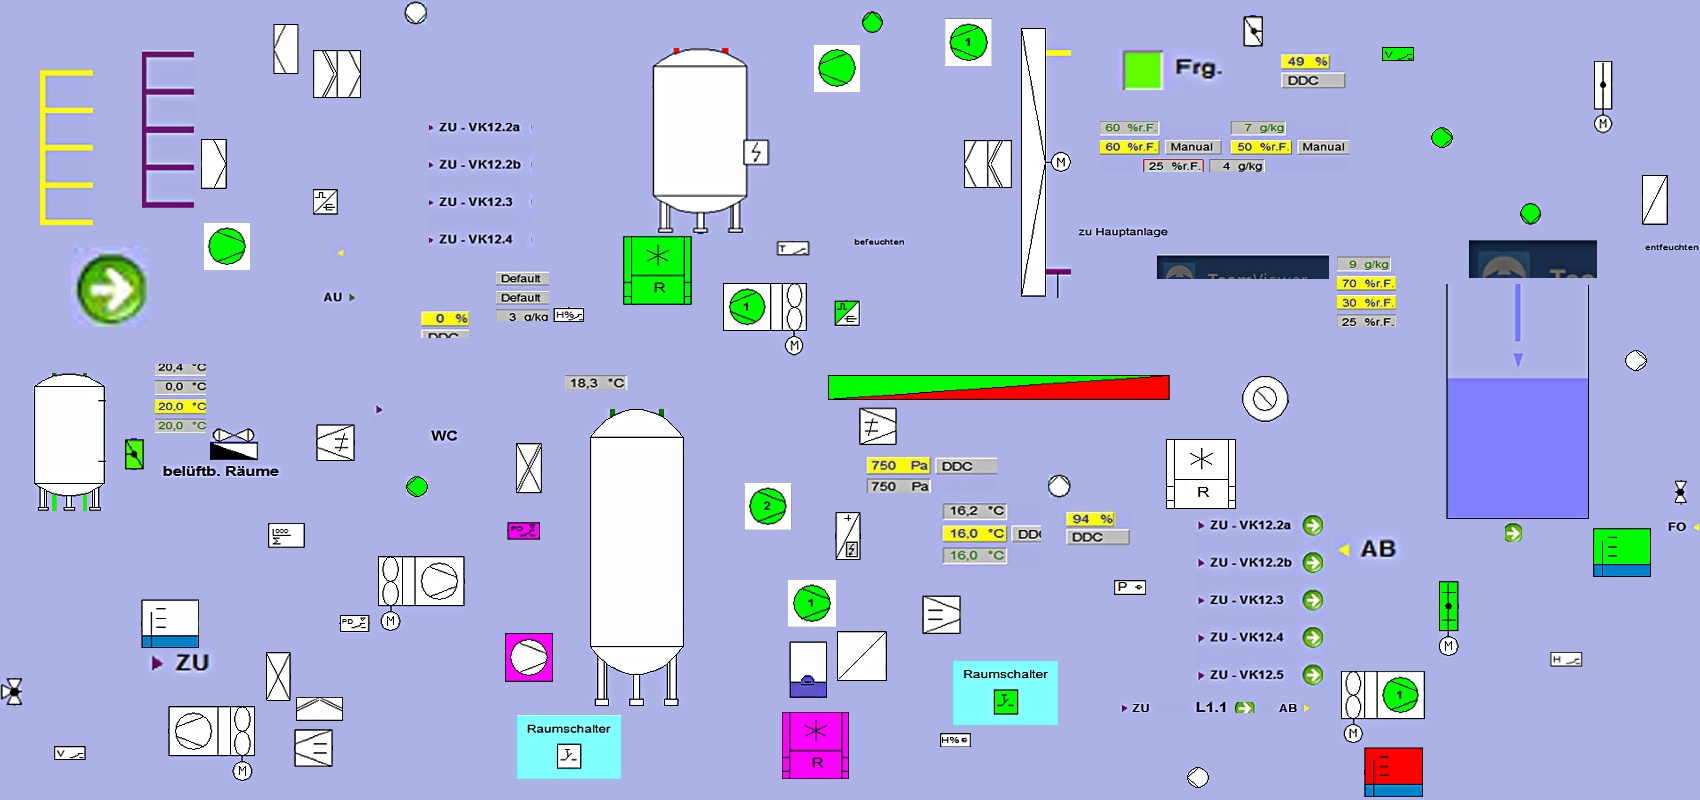 1
Frg.
49 %
DDC
V
M
ZU - VK12.2a
60 %r.F.
7 g/kg
60 %r.F.
Manual
50 %r.F.
Manual
25 %r.F.
4 g/kg
M
ZU - VK12.2b
ZU - VK12.3
ZU - VK12.4
zu Hauptanlage
befeuchten
entfeuchten
T
R
Default
Default
3 g/kg
H%
AU
0 %
DDC
1
M
TeamViewer
9 g/kg
70 %r.F.
30 %r.F.
25 %r.F.
20,4 °C
0,0 °C
20,0 °C
20,0 °C
18,3 °C
WC
belüftb. Räume
750 Pa
DDC
750 Pa
R
2
16,2 °C
16,0 °C
16,0 °C
94 %
DDC
PD
1000
Σ
ZU - VK12.2a
ZU - VK12.2b
ZU - VK12.3
ZU - VK12.4
ZU - VK12.5
AB
FO
P
1
M
PD
M
ZU
Raumschalter
H
ZU
L1.1
AB
1
M
Raumschalter
R
H%
V
M